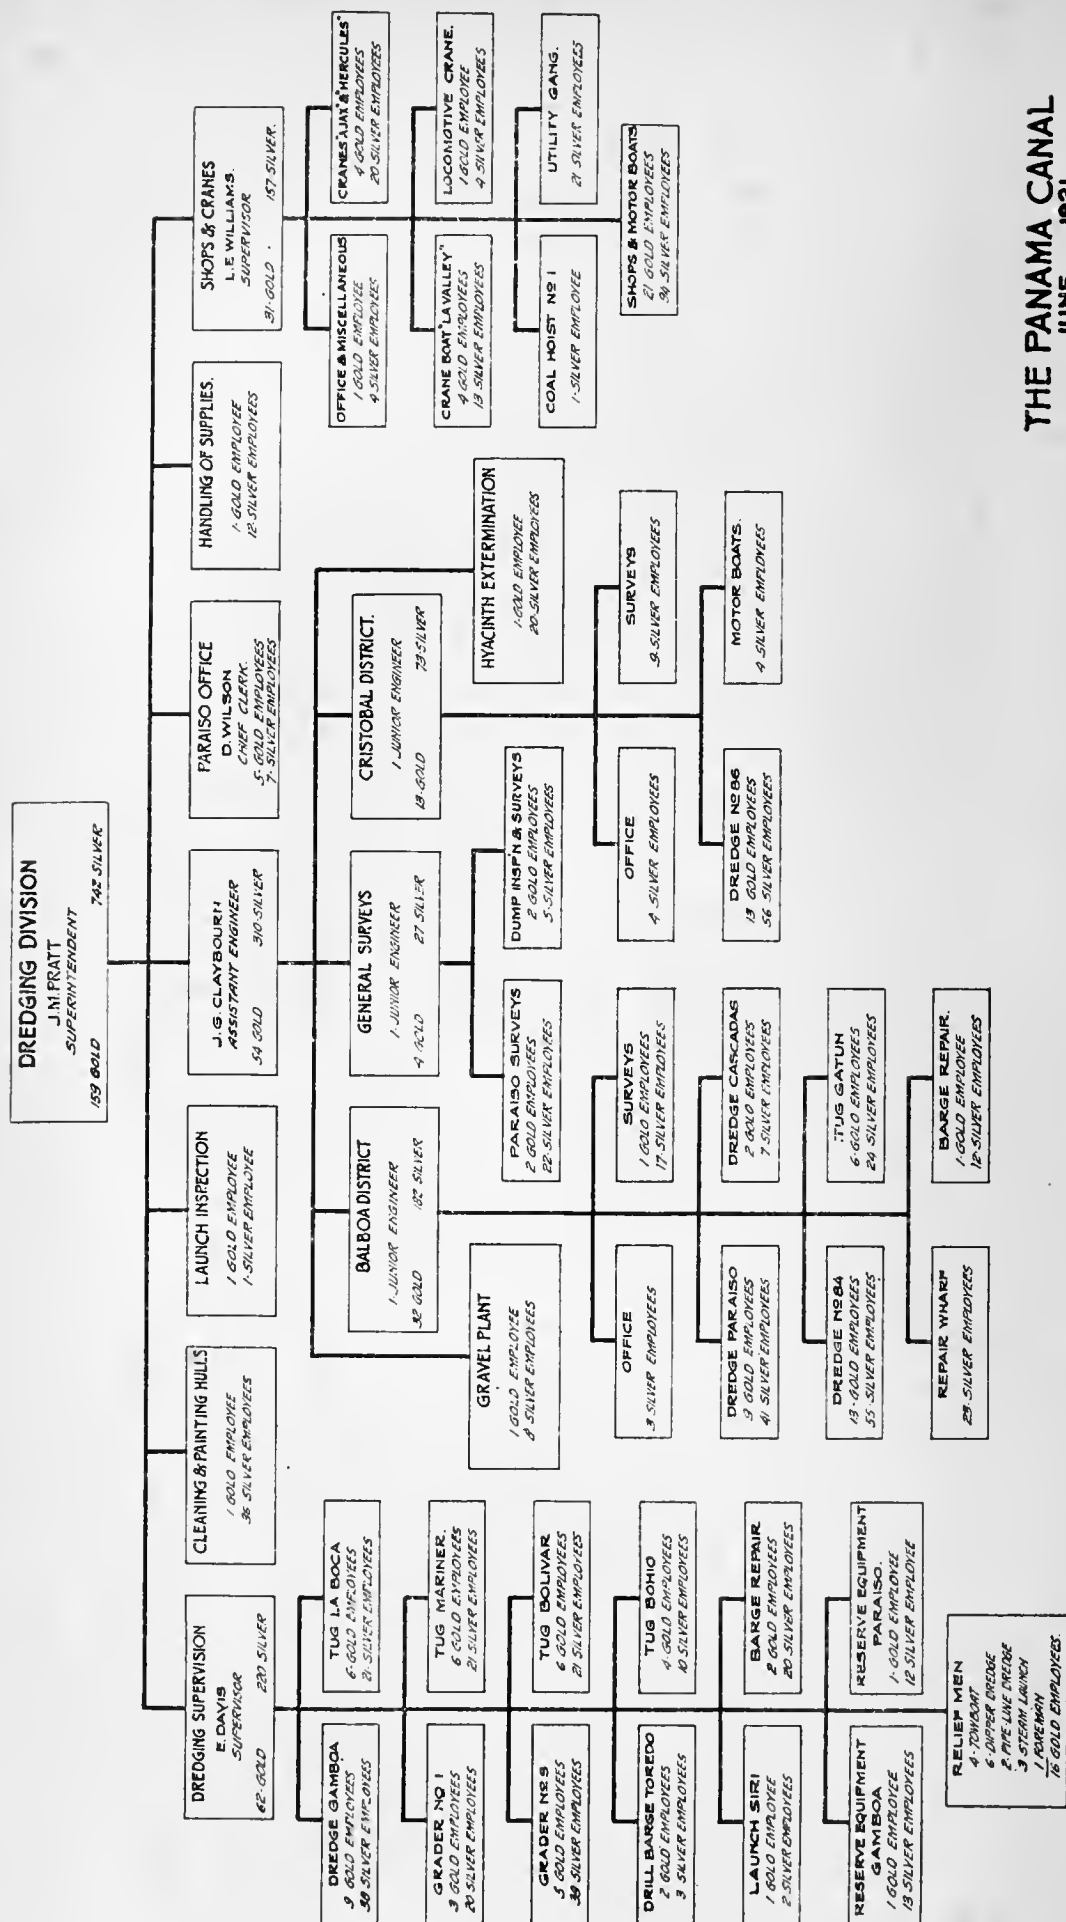 DREDGING DIVISION
J.M. PRATT
SUPERINTENDENT
159 GOLD 742 SILVER
DREDGING SUPERVISION
E. DAVIS
SUPERVISOR
62-GOLD 220 SILVER
CLEANING & PAINTING HULLS
1 GOLD EMPLOYEE
36 SILVER EMPLOYEES
LAUNCH INSPECTION
1 GOLD EMPLOYEE
1-SILVER EMPLOYEE
J.G. CLAYBOURN
ASSISTANT ENGINEER
54 GOLD 310 SILVER
PARAISO OFFICE
D. WILSON
CHIEF CLERK.
5-GOLD EMPLOYEES
7-SILVER EMPLOYEES
HANDLING OF SUPPLIES.
1-GOLD EMPLOYEE
12-SILVER EMPLOYEES
SHOPS & CRANES
L.E. WILLIAMS.
SUPERVISOR
31-GOLD . 157 SILVER.
DREDGE GAMBOA
9 GOLD EMPLOYEES
38 SILVER EMPLOYEES
TUG LA BOCA
6-GOLD EMPLOYEES
21-SILVER EMPLOYEES
GRADER NO 1
3 GOLD EMPLOYEES
20 SILVER EMPLOYEES
TUG MARINER.
6 GOLD EMPLOYEES
21 SILVER EMPLOYEES
GRADER Nº
5 GOLD EMPLOYEES
SILVER EMPLOYEES
TUG BOLIVAR
6 GOLD EMPLOYEES
21 SILVER EMPLOYEES
DRILL BARGE TOREDO
2 GOLD EMPLOYEES
3 SILVER EMPLOYEES
TUG BOHIO
4 GOLD EMPLOYEES
10 SILVER EMPLOYEES
LAUNCH SIRI
1 GOLD EMPLOYEE
2 SILVER EMPLOYEES
BARGE REPAIR
2 GOLD EMPLOYEES
20 SILVER EMPLOYEES
RESERVE EQUIPMENT
GAMBOA
1 GOLD EMPLOYEE
13 SILVER EMPLOYEES
RESERVE EQUIPMENT
PARAISO.
1-GOLD EMPLOYEE
12 SILVER EMPLOYEE
RELIEF MEN
4-TOWBOAT
6-DIPPER DREDGE
2-PIPE-LINE DREDGE
3 STEAM LAUNCH
1 FOREMAN
16 GOLD EMPLOYEES.
BALBOA DISTRICT
1-JUNIOR ENGINEER
32 GOLD 182 SILVER
GENERAL SURVEYS
1-JUNIOR ENGINEER
4 GOLD 27 SILVER
CRISTOBAL DISTRICT.
1 JUNIOR ENGINEER
13-GOLD 73-SILVER
GRAVEL PLANT
1 GOLD EMPLOYEE
8 SILVER EMPLOYEES
PARAISO SURVEYS
2 GOLD EMPLOYEES
22-SILVER EMPLOYEES
DUMP INSP'N & SURVEYS
2 GOLD EMPLOYEES
5-SILVER EMPLOYEES
HYACINTH EXTERMINATION
1-GOLD EMPLOYEE
20-SILVER EMPLOYEES
OFFICE
3 SILVER EMPLOYEES
SURVEYS
1 GOLD EMPLOYEES
17-SILVER EMPLOYEES
DREDGE PARAISO
9 GOLD EMPLOYEES
41 SILVER EMPLOYEES
DREDGE CASCADAS
2 GOLD EMPLOYEES
7 SILVER EMPLOYEES
DREDGE Nº 84
13-GOLD EMPLOYEES
55-SILVER EMPLOYEES
TUG GATUN
6-GOLD EMPLOYEES
24 SILVER EMPLOYEES
REPAIR WHARF
23-SILVER EMPLOYEES
BARGE REPAIR.
1-GOLD EMPLOYEE
12-SILVER EMPLOYEES
OFFICE
4 SILVER EMPLOYEES
SURVEYS
9-SILVER EMPLOYEES
DREDGE Nº 86
13 GOLD EMPLOYEES
56 SILVER EMPLOYEES
MOTOR BOATS.
4 SILVER EMPLOYEES
OFFICE & MISCELLANEOUS
1 GOLD EMPLOYEE
4 SILVER EMPLOYEES
CRANES "AJAX" & "HERCULES"
4 GOLD EMPLOYEES
20 SILVER EMPLOYEES
CRANE BOAT "LA VALLEY"
4 GOLD EMPLOYEES
13 SILVER EMPLOYEES
LOCOMOTIVE CRANE.
1 GOLD EMPLOYEE
4 SILVER EMPLOYEES
COAL HOIST Nº 1
1-SILVER EMPLOYEE
UTILITY GANG.
21 SILVER EMPLOYEES
SHOPS & MOTOR BOATS
21 GOLD EMPLOYEES
94 SILVER EMPLOYEES
THE PANAMA CANAL
JUNE 1921